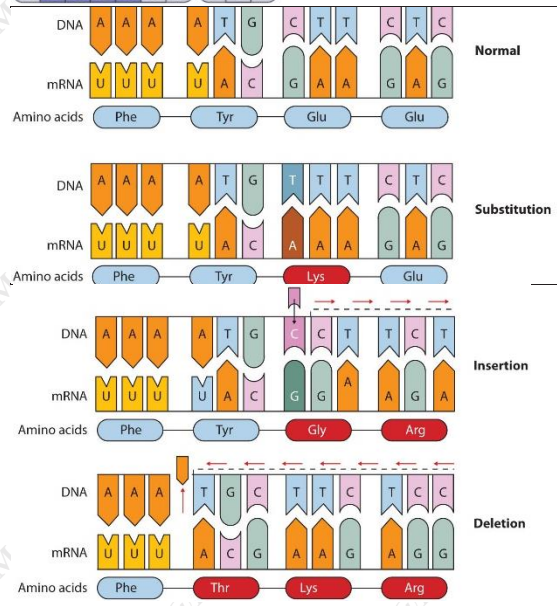 DNA A A A A T G C T T C T C
Normal
mRNA U U U U A C G A A G A G
Amino acids Phe Tyr Glu Glu
DNA A A A A T G T T T C T C
Substitution
mRNA U U U U A C A A A G A G
Amino acids Phe Tyr Lys Glu
DNA A A A A T G C C T T C T
Insertion
mRNA U U U U A C G G A A G A
Amino acids Phe Tyr Gly Arg
DNA A A A T G C T T C T C C
Deletion
mRNA U U U A C G A A G A G G
Amino acids Phe Thr Lys Arg